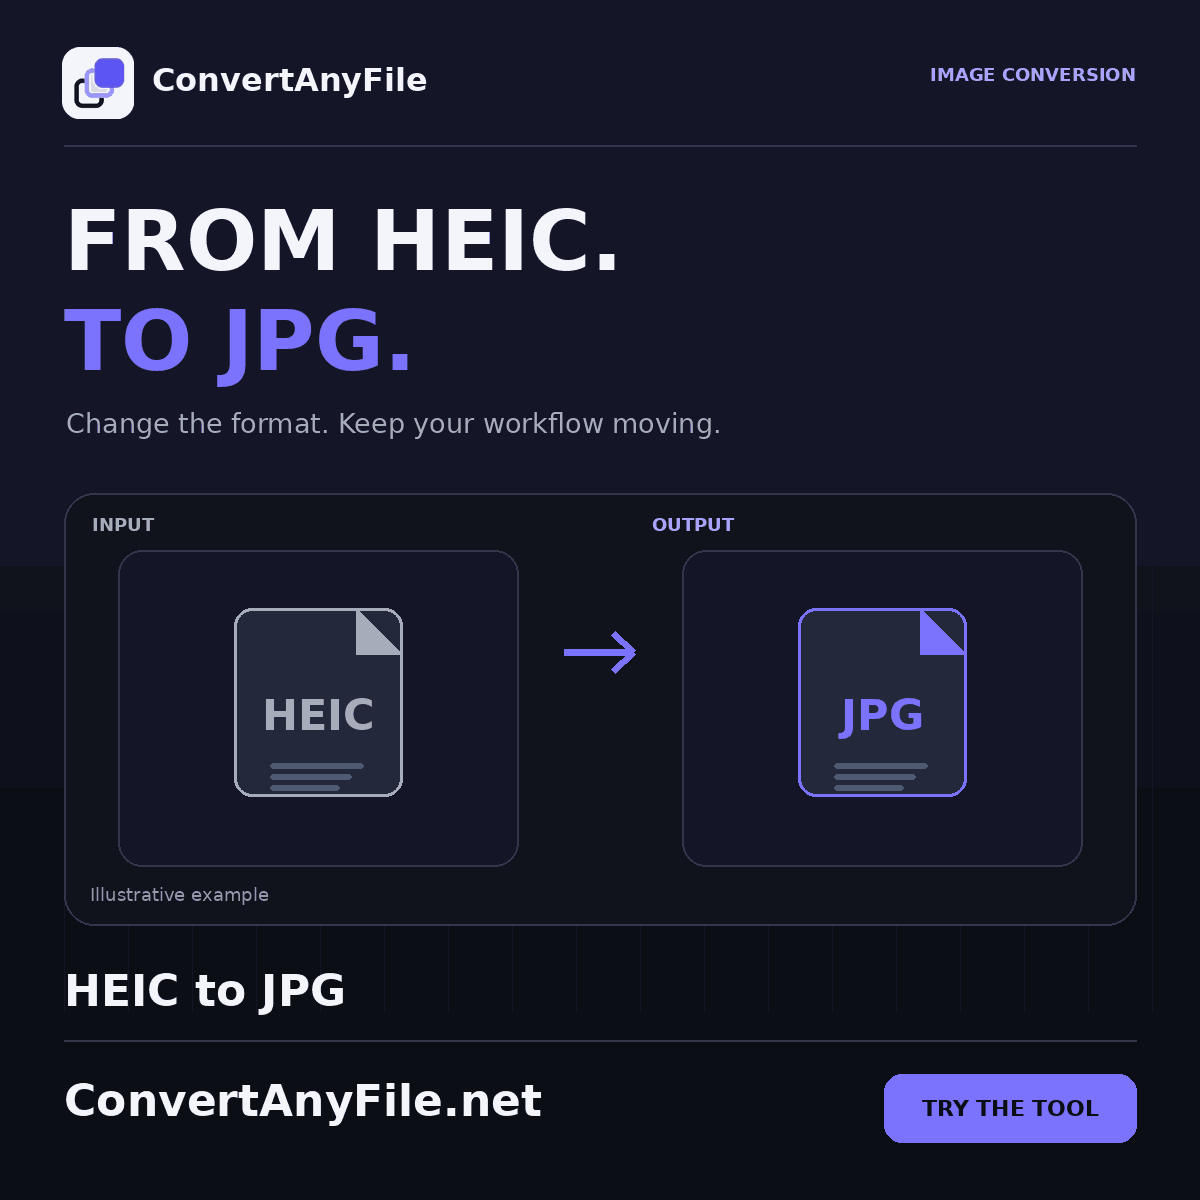 ConvertAnyFile
IMAGE CONVERSION
FROM HEIC.
TO JPG.
Change the format. Keep your workflow moving.
INPUT
OUTPUT
HEIC
JPG
Illustrative example
HEIC to JPG
ConvertAnyFile.net
TRY THE TOOL